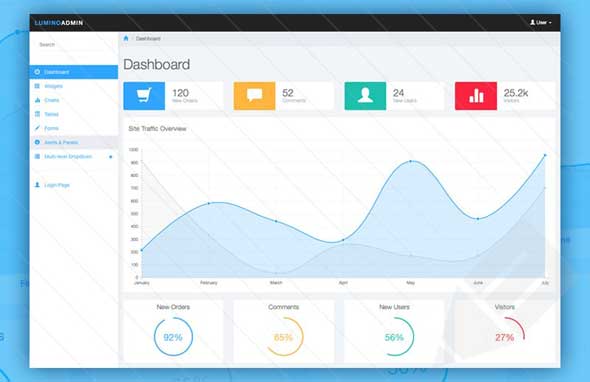 LUMINOADMIN
User
Search
Dashboard
Dashboard
Widgets
Charts
Tables
Forms
Alerts & Panels
Multi-level Dropdown
Login Page
Dashboard
120
New Orders
52
Comments
24
New Users
25.2k
Visitors
Site Traffic Overview
1000
900
800
700
600
500
400
300
200
100
0
January
February
March
April
May
June
July
New Orders
92%
Comments
65%
New Users
56%
Visitors
27%